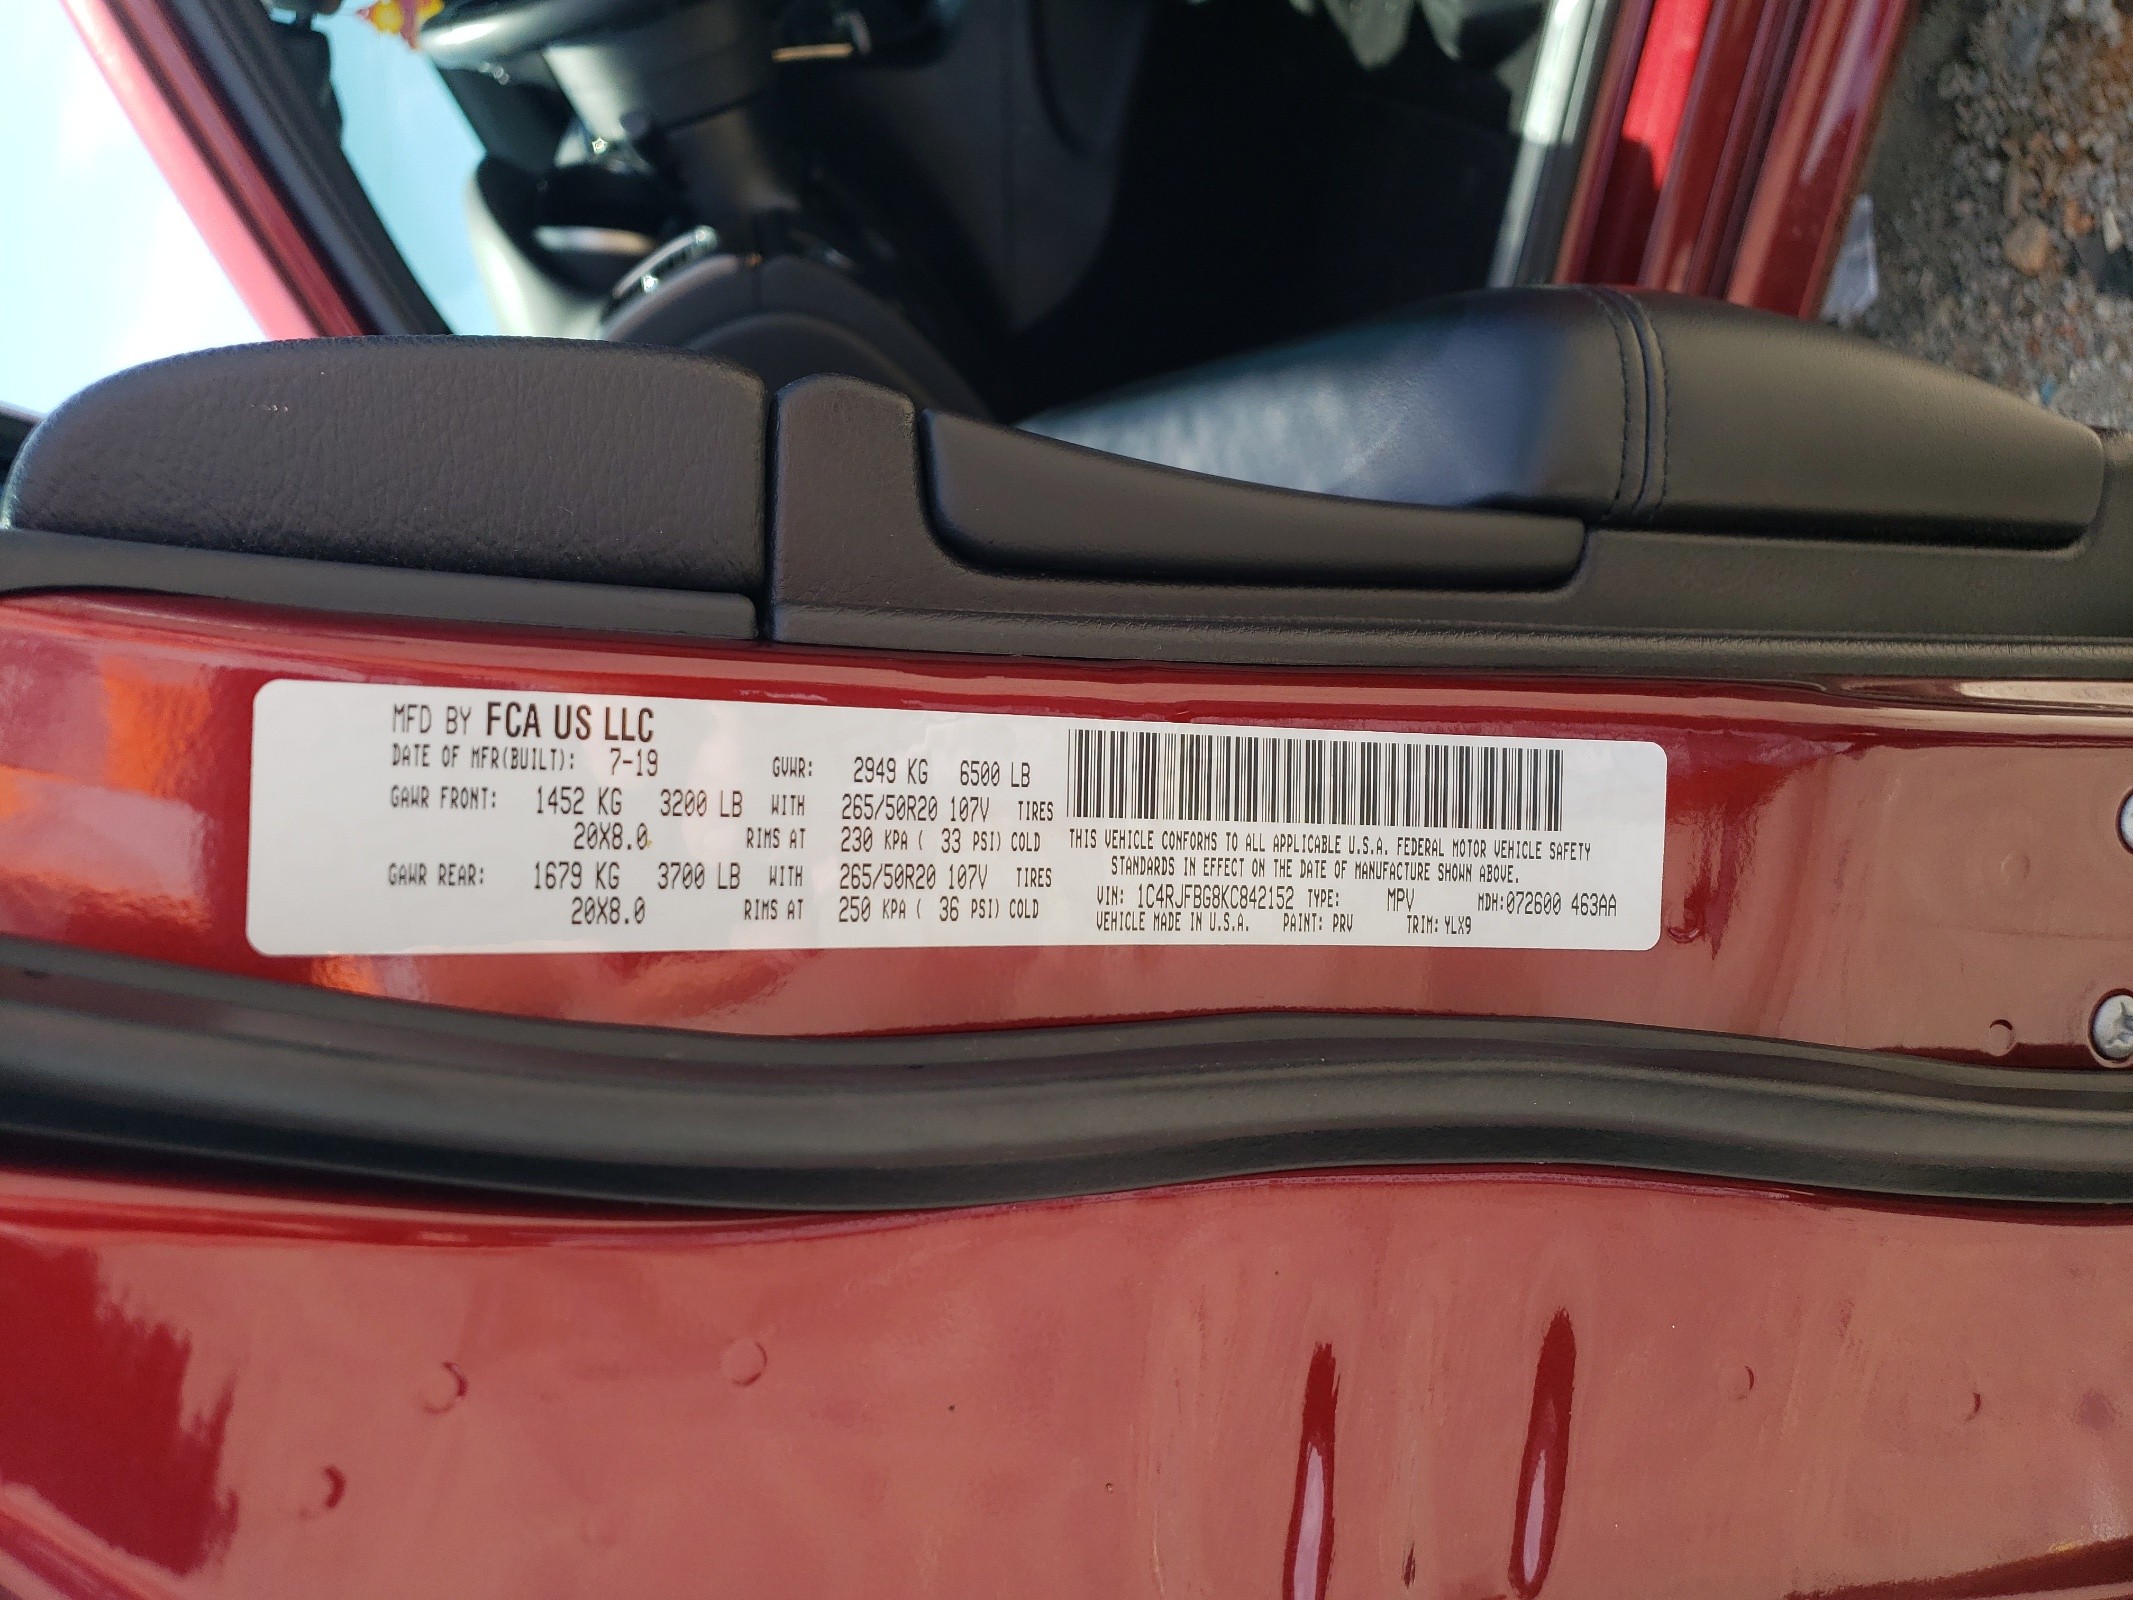 MFD BY FCA US LLC
DATE OF MFR(BUILT): 7-19 GVWR: 2949 KG 6500 LB
GAWR FRONT: 1452 KG 3200 LB WITH 265/50R20 107V TIRES
20X8.0 RIMS AT 230 KPA ( 33 PSI) COLD
GAWR REAR: 1679 KG 3700 LB WITH 265/50R20 107V TIRES
20X8.0 RIMS AT 250 KPA ( 36 PSI) COLD
THIS VEHICLE CONFORMS TO ALL APPLICABLE U.S.A. FEDERAL MOTOR VEHICLE SAFETY
STANDARDS IN EFFECT ON THE DATE OF MANUFACTURE SHOWN ABOVE.
VIN: 1C4RJFBG8KC842152 TYPE: MPV MDH:072600 463AA
VEHICLE MADE IN U.S.A. PAINT: PRV TRIM: YLX9